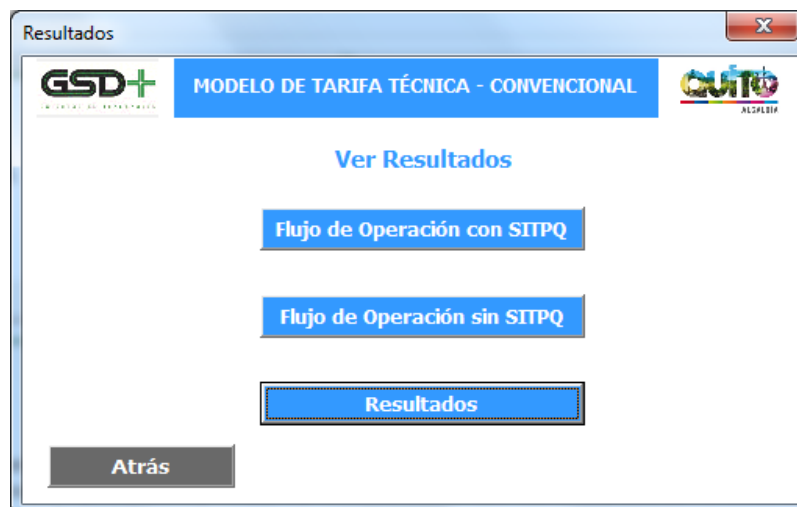 Resultados
GSD+
MODELO DE TARIFA TÉCNICA - CONVENCIONAL
QUITO
ALCALDÍA
Ver Resultados
Flujo de Operación con SITPQ
Flujo de Operación sin SITPQ
Resultados
Atrás